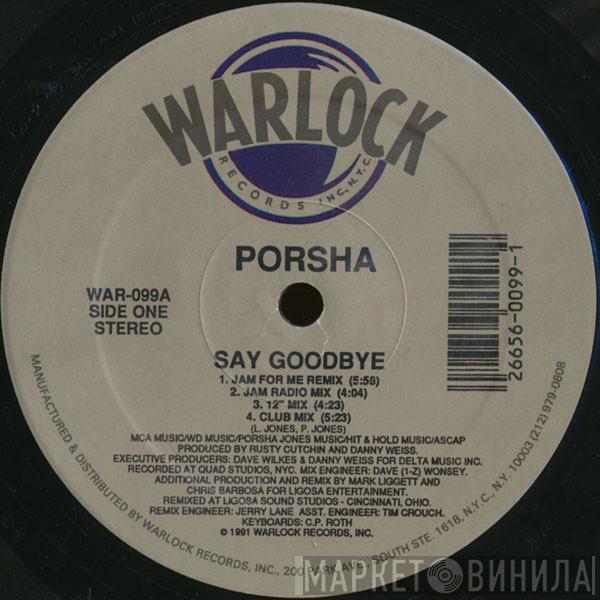 WARLOCK
RECORDS INC, N.Y.C.
PORSHA
WAR-099A
SIDE ONE
STEREO
26656-0099-1
SAY GOODBYE
1. JAM FOR ME REMIX (5:58)
2. JAM RADIO MIX (4:04)
3. 12" MIX (4:23)
4. CLUB MIX (5:23)
(L. JONES, P. JONES)
MCA MUSIC/WD MUSIC/PORSHA JONES MUSIC/HIT & HOLD MUSIC/ASCAP
PRODUCED BY RUSTY CUTCHIN AND DANNY WEISS.
EXECUTIVE PRODUCERS: DAVE WILKES & DANNY WEISS FOR DELTA MUSIC INC.
RECORDED AT QUAD STUDIOS, NYC. MIX ENGINEER: DAVE (1-Z) WONSEY.
ADDITIONAL PRODUCTION AND REMIX BY MARK LIGGETT AND
CHRIS BARBOSA FOR LIGOSA ENTERTAINMENT.
REMIXED AT LIGOSA SOUND STUDIOS - CINCINNATI, OHIO.
REMIX ENGINEER: JERRY LANE ASST. ENGINEER: TIM CROUCH.
KEYBOARDS: C.P. ROTH
© 1991 WARLOCK RECORDS, INC.
MANUFACTURED & DISTRIBUTED BY WARLOCK RECORDS, INC., 200 PARK AVE., SOUTH STE. 1618, N.Y.C., N.Y. 10003 (212) 979-0808
МАРКЕТ ВИНИЛА